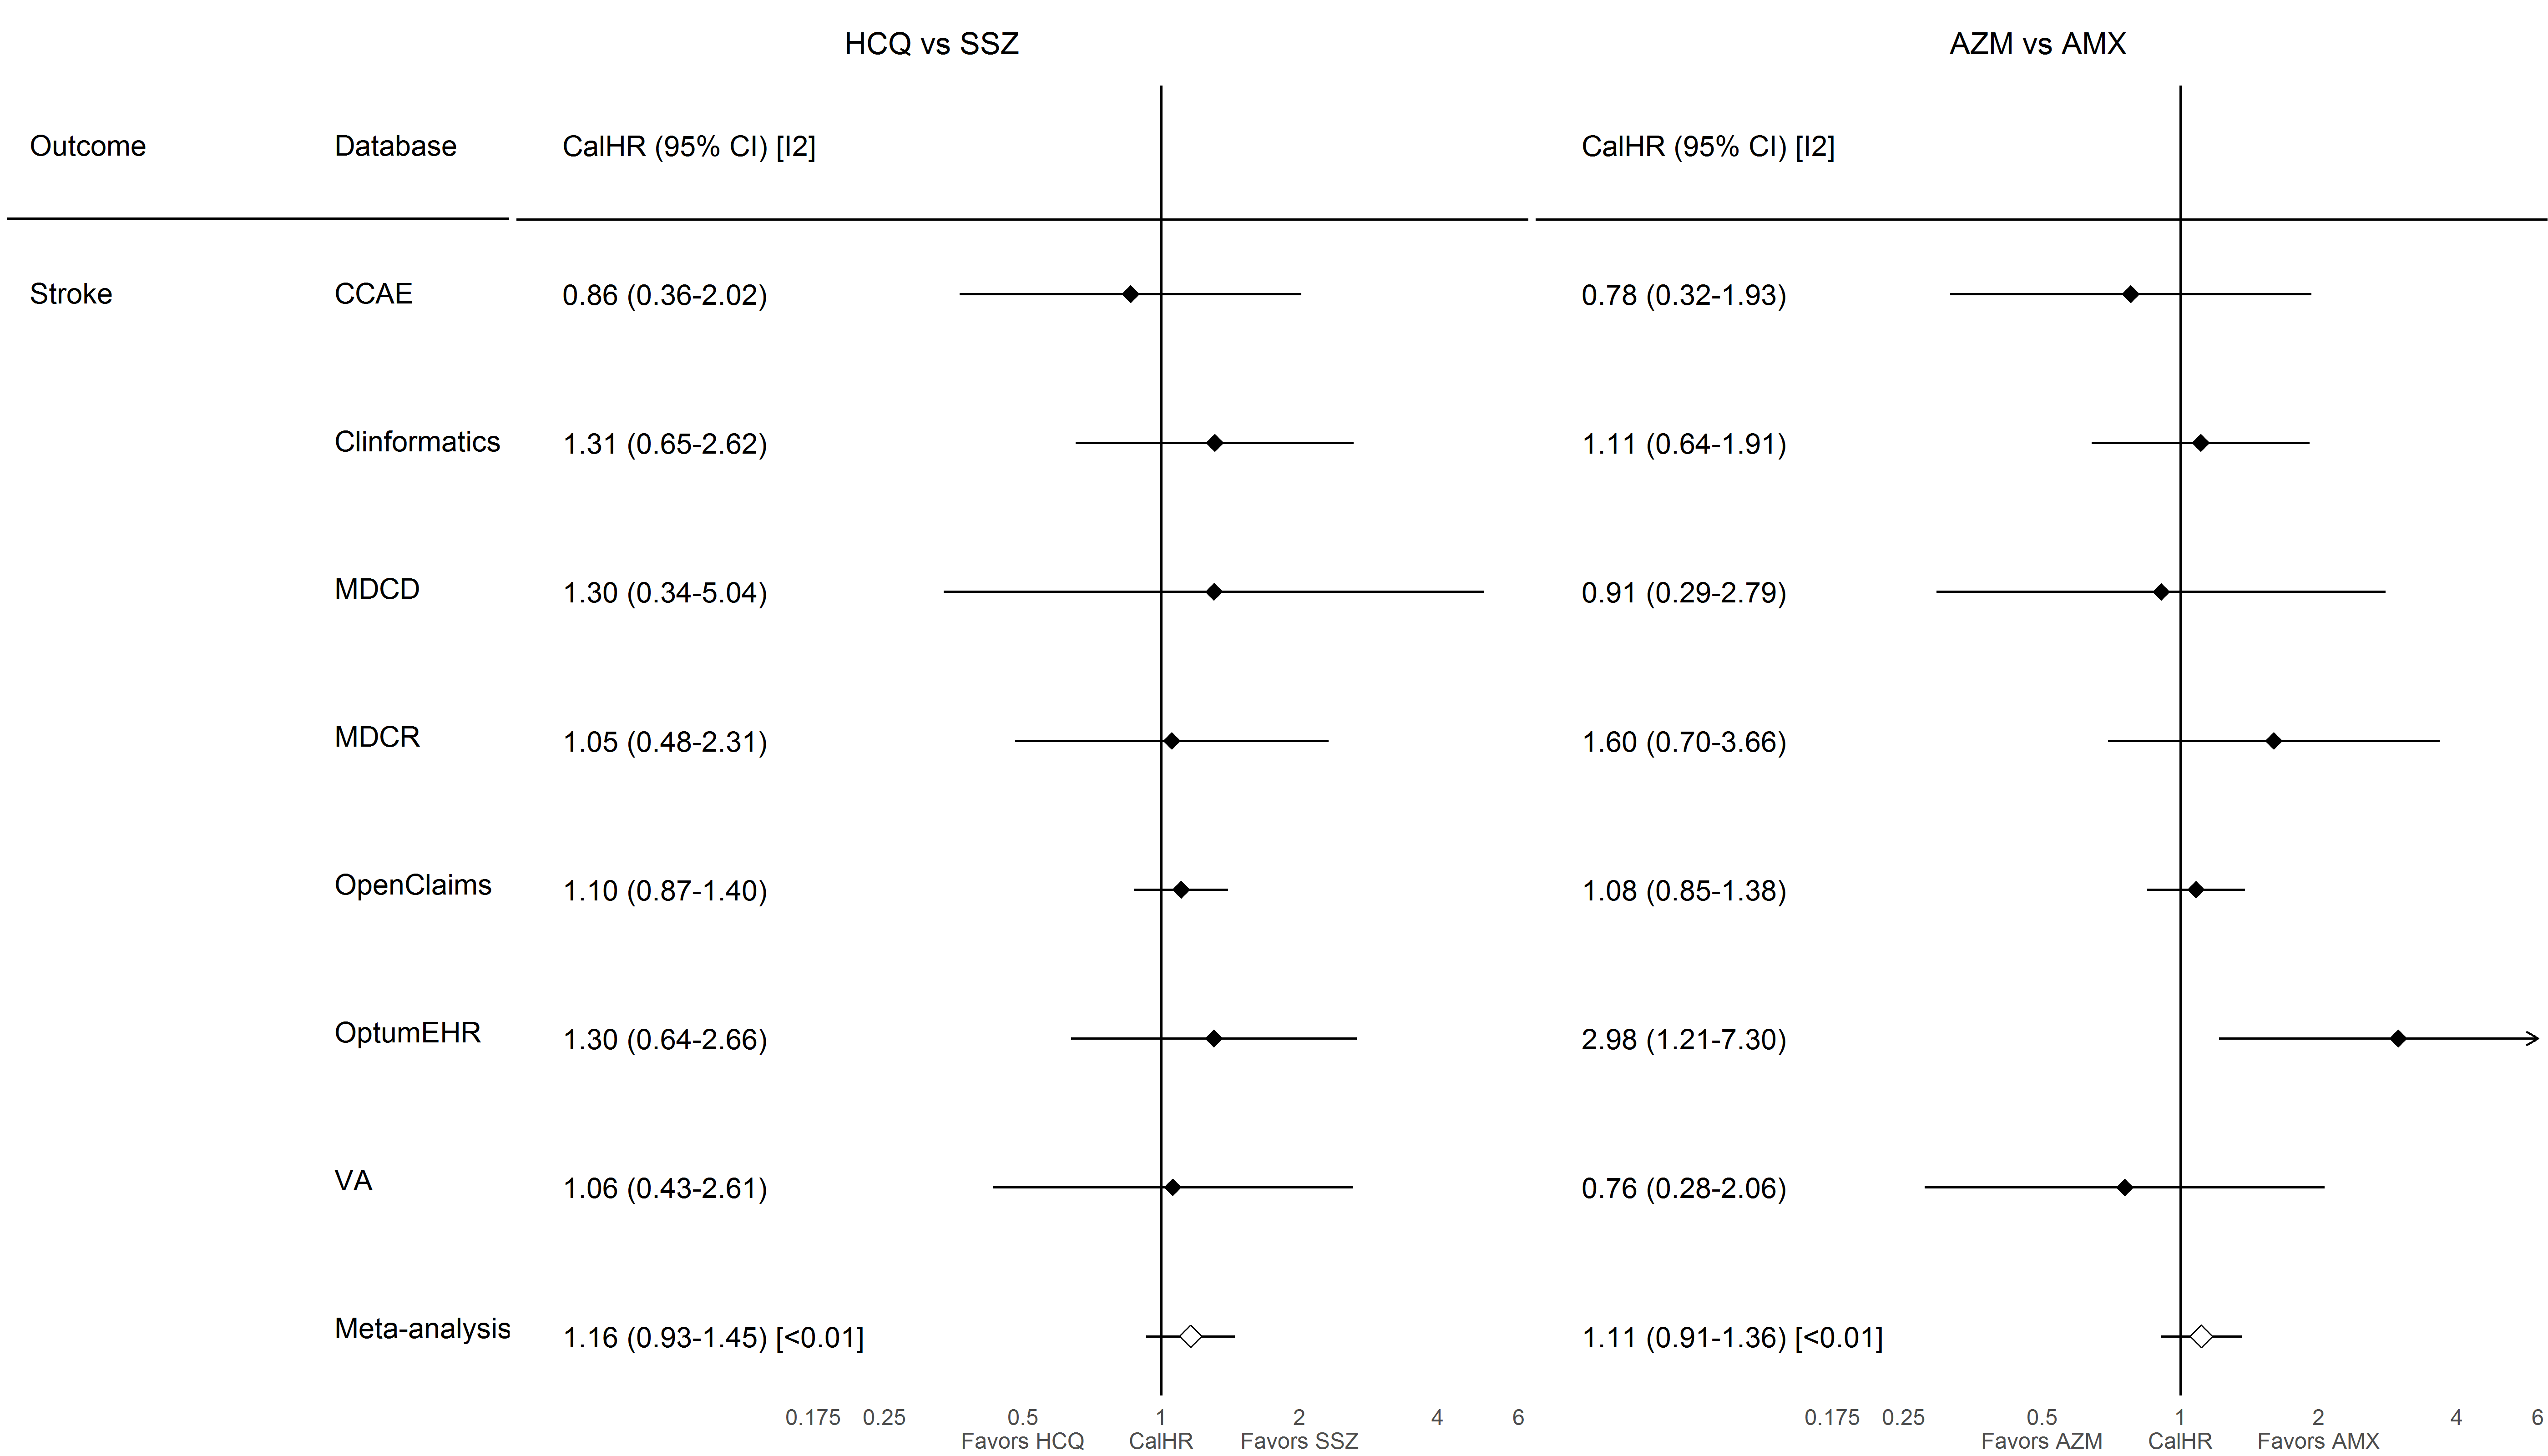 HCQ vs SSZ AZM vs AMX
Outcome Database CalHR (95% CI) [I2] CalHR (95% CI) [I2]
Stroke CCAE 0.86 (0.36-2.02) 0.78 (0.32-1.93)
Clinformatics 1.31 (0.65-2.62) 1.11 (0.64-1.91)
MDCD 1.30 (0.34-5.04) 0.91 (0.29-2.79)
MDCR 1.05 (0.48-2.31) 1.60 (0.70-3.66)
OpenClaims 1.10 (0.87-1.40) 1.08 (0.85-1.38)
OptumEHR 1.30 (0.64-2.66) 2.98 (1.21-7.30)
VA 1.06 (0.43-2.61) 0.76 (0.28-2.06)
Meta-analysis 1.16 (0.93-1.45) [<0.01] 1.11 (0.91-1.36) [<0.01]
0.175 0.25 0.5 1 2 4 6 0.175 0.25 0.5 1 2 4 6
Favors HCQ CalHR Favors SSZ Favors AZM CalHR Favors AMX